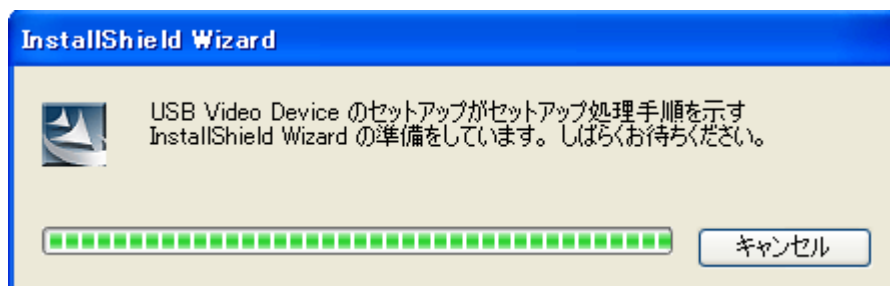 InstallShield Wizard
USB Video Device のセットアップがセットアップ処理手順を示す
InstallShield Wizard の準備をしています。しばらくお待ちください。
キャンセル